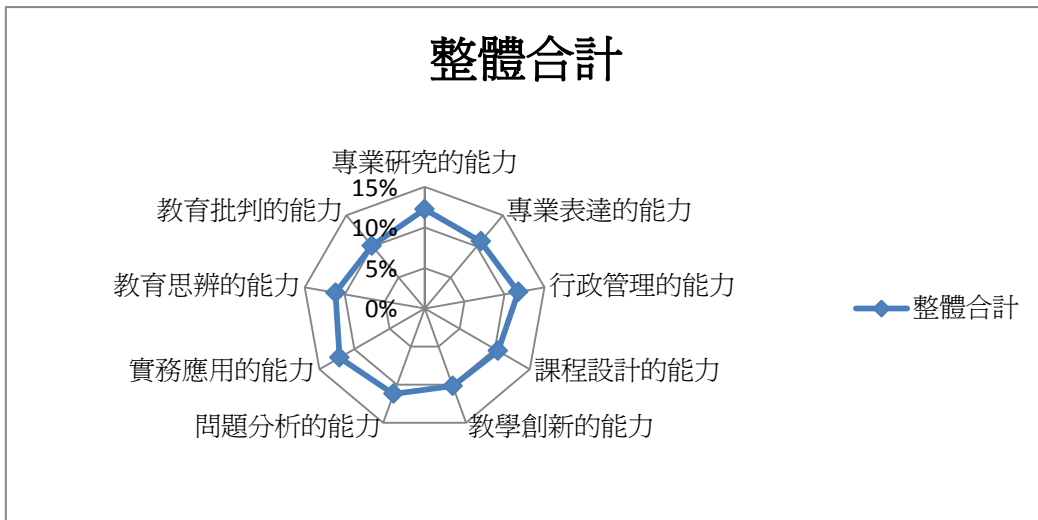 整體合計
專業研究的能力
專業表達的能力
行政管理的能力
課程設計的能力
教學創新的能力
問題分析的能力
實務應用的能力
教育思辨的能力
教育批判的能力
15%
10%
5%
0%
整體合計